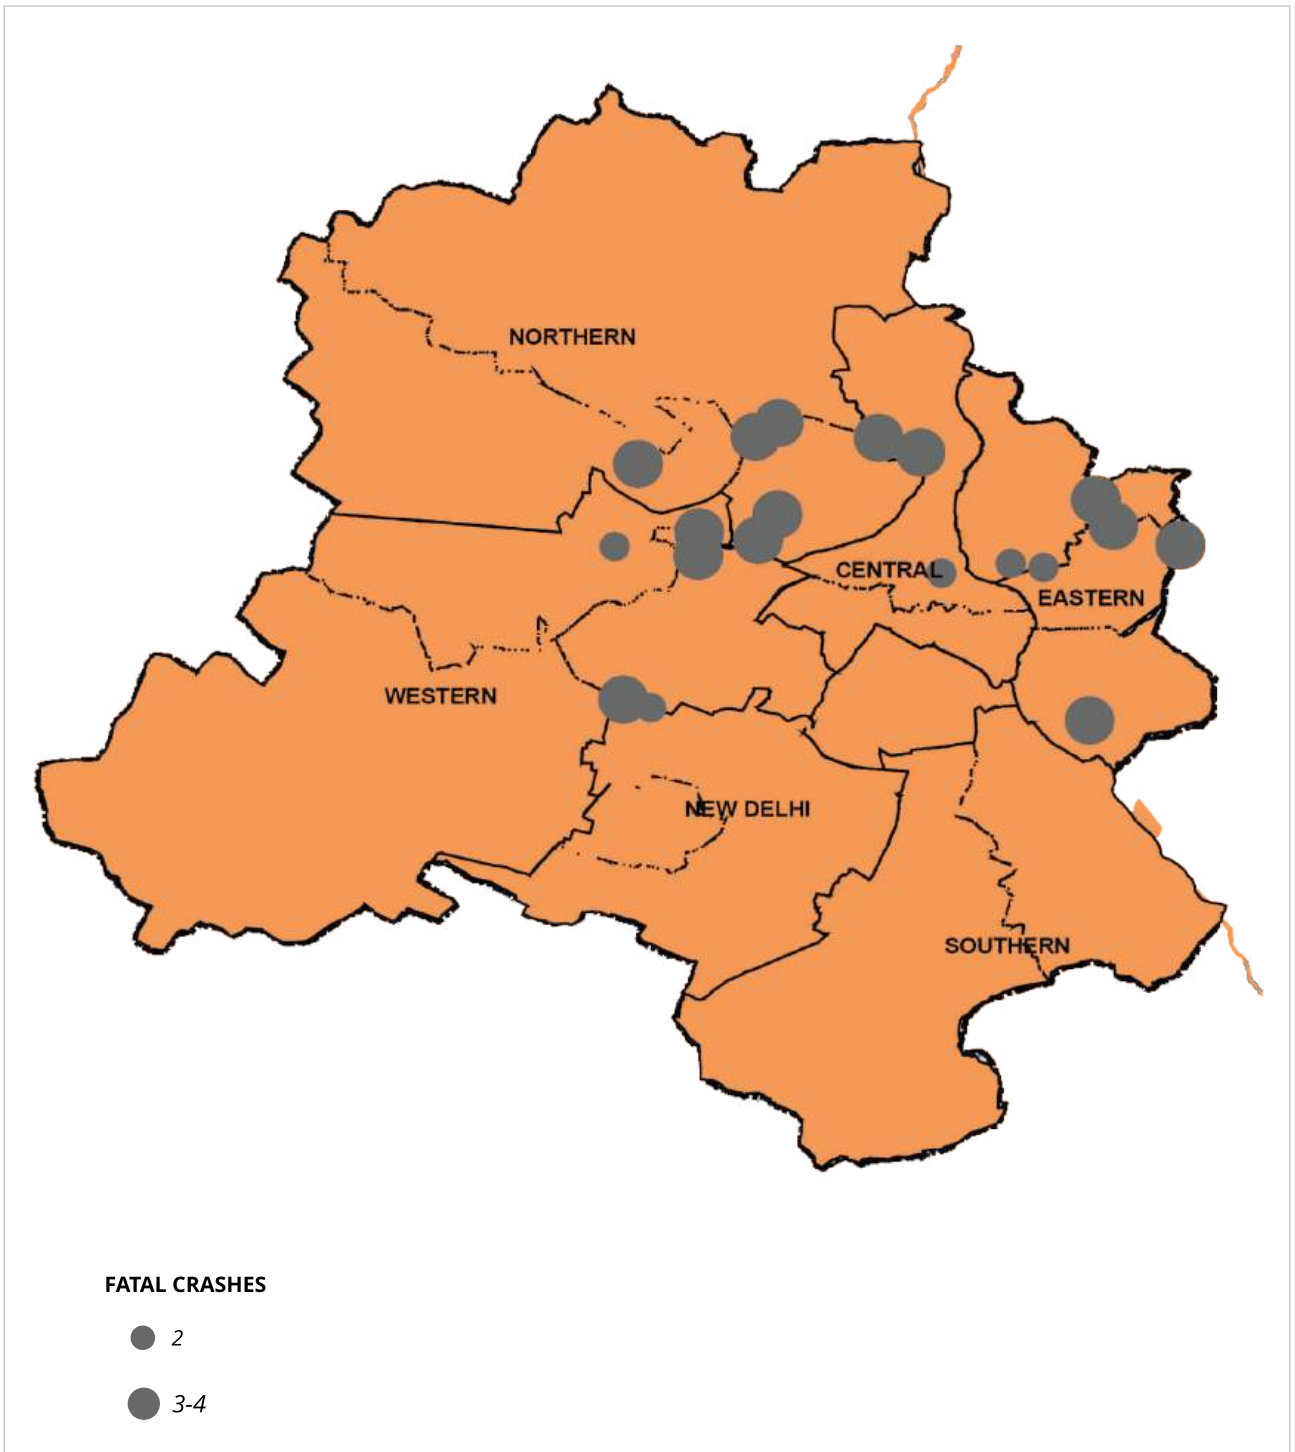 NORTHERN
CENTRAL
EASTERN
WESTERN
NEW DELHI
SOUTHERN
FATAL CRASHES
2
3-4